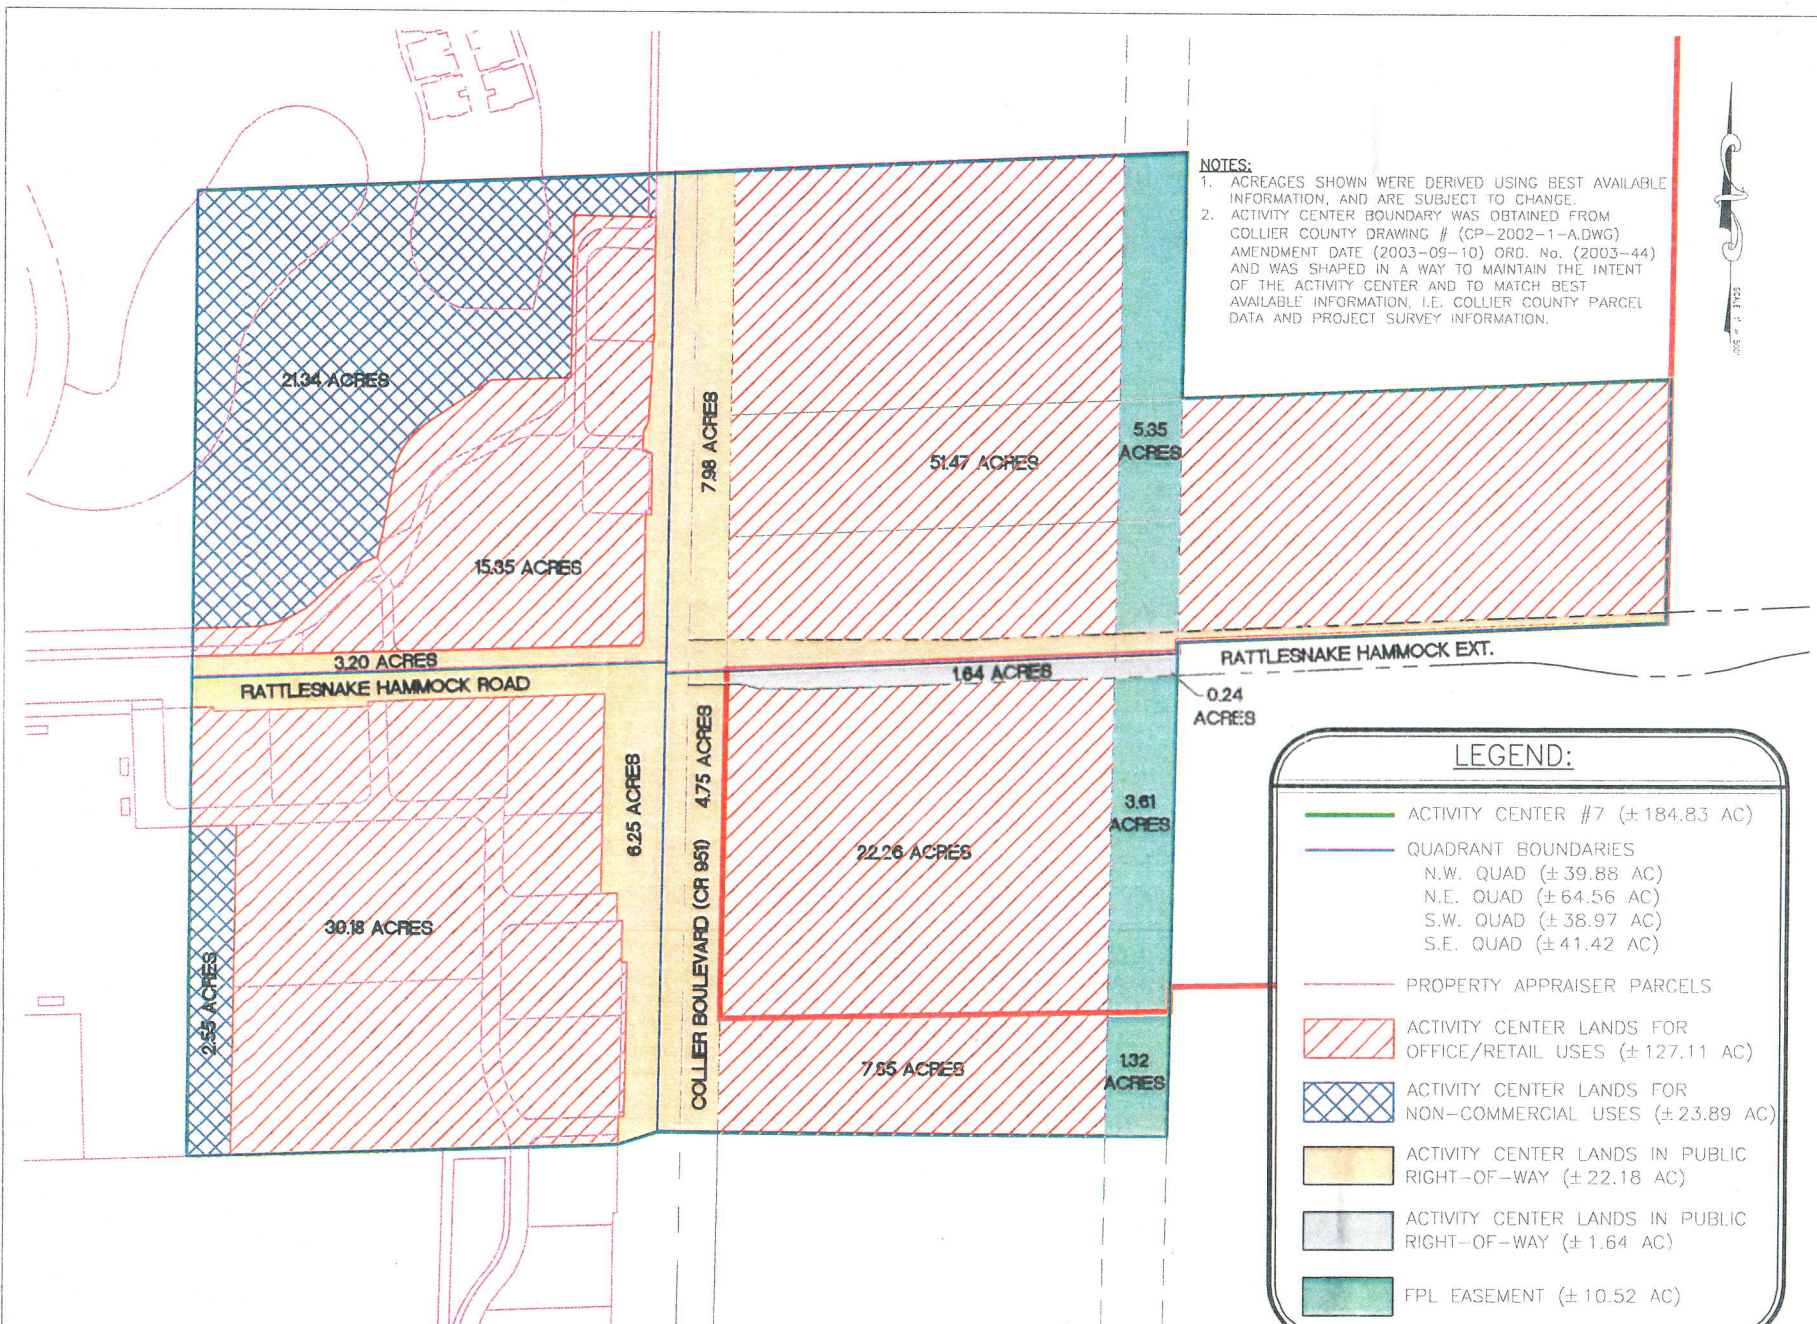 NOTES:
1. ACREAGES SHOWN WERE DERIVED USING BEST AVAILABLE
INFORMATION, AND ARE SUBJECT TO CHANGE.
2. ACTIVITY CENTER BOUNDARY WAS OBTAINED FROM
COLLIER COUNTY DRAWING # (CP-2002-1-A.DWG)
AMENDMENT DATE (2003-09-10) ORD. No. (2003-44)
AND WAS SHAPED IN A WAY TO MAINTAIN THE INTENT
OF THE ACTIVITY CENTER AND TO MATCH BEST
AVAILABLE INFORMATION, I.E. COLLIER COUNTY PARCEL
DATA AND PROJECT SURVEY INFORMATION.
SCALE: 1" = 500'
21.34 ACRES
7.98 ACRES
5.35
ACRES
51.47 ACRES
15.35 ACRES
3.20 ACRES
RATTLESNAKE HAMMOCK ROAD
RATTLESNAKE HAMMOCK EXT.
1.64 ACRES
0.24
ACRES
6.25 ACRES
4.75 ACRES
COLLIER BOULEVARD (CR 951)
3.61
ACRES
22.26 ACRES
30.18 ACRES
2.55 ACRES
7.85 ACRES
1.32
ACRES
LEGEND:
ACTIVITY CENTER #7 (±184.83 AC)
QUADRANT BOUNDARIES
N.W. QUAD (±39.88 AC)
N.E. QUAD (±64.56 AC)
S.W. QUAD (±38.97 AC)
S.E. QUAD (±41.42 AC)
PROPERTY APPRAISER PARCELS
ACTIVITY CENTER LANDS FOR
OFFICE/RETAIL USES (±127.11 AC)
ACTIVITY CENTER LANDS FOR
NON-COMMERCIAL USES (±23.89 AC)
ACTIVITY CENTER LANDS IN PUBLIC
RIGHT-OF-WAY (±22.18 AC)
ACTIVITY CENTER LANDS IN PUBLIC
RIGHT-OF-WAY (±1.64 AC)
FPL EASEMENT (±10.52 AC)